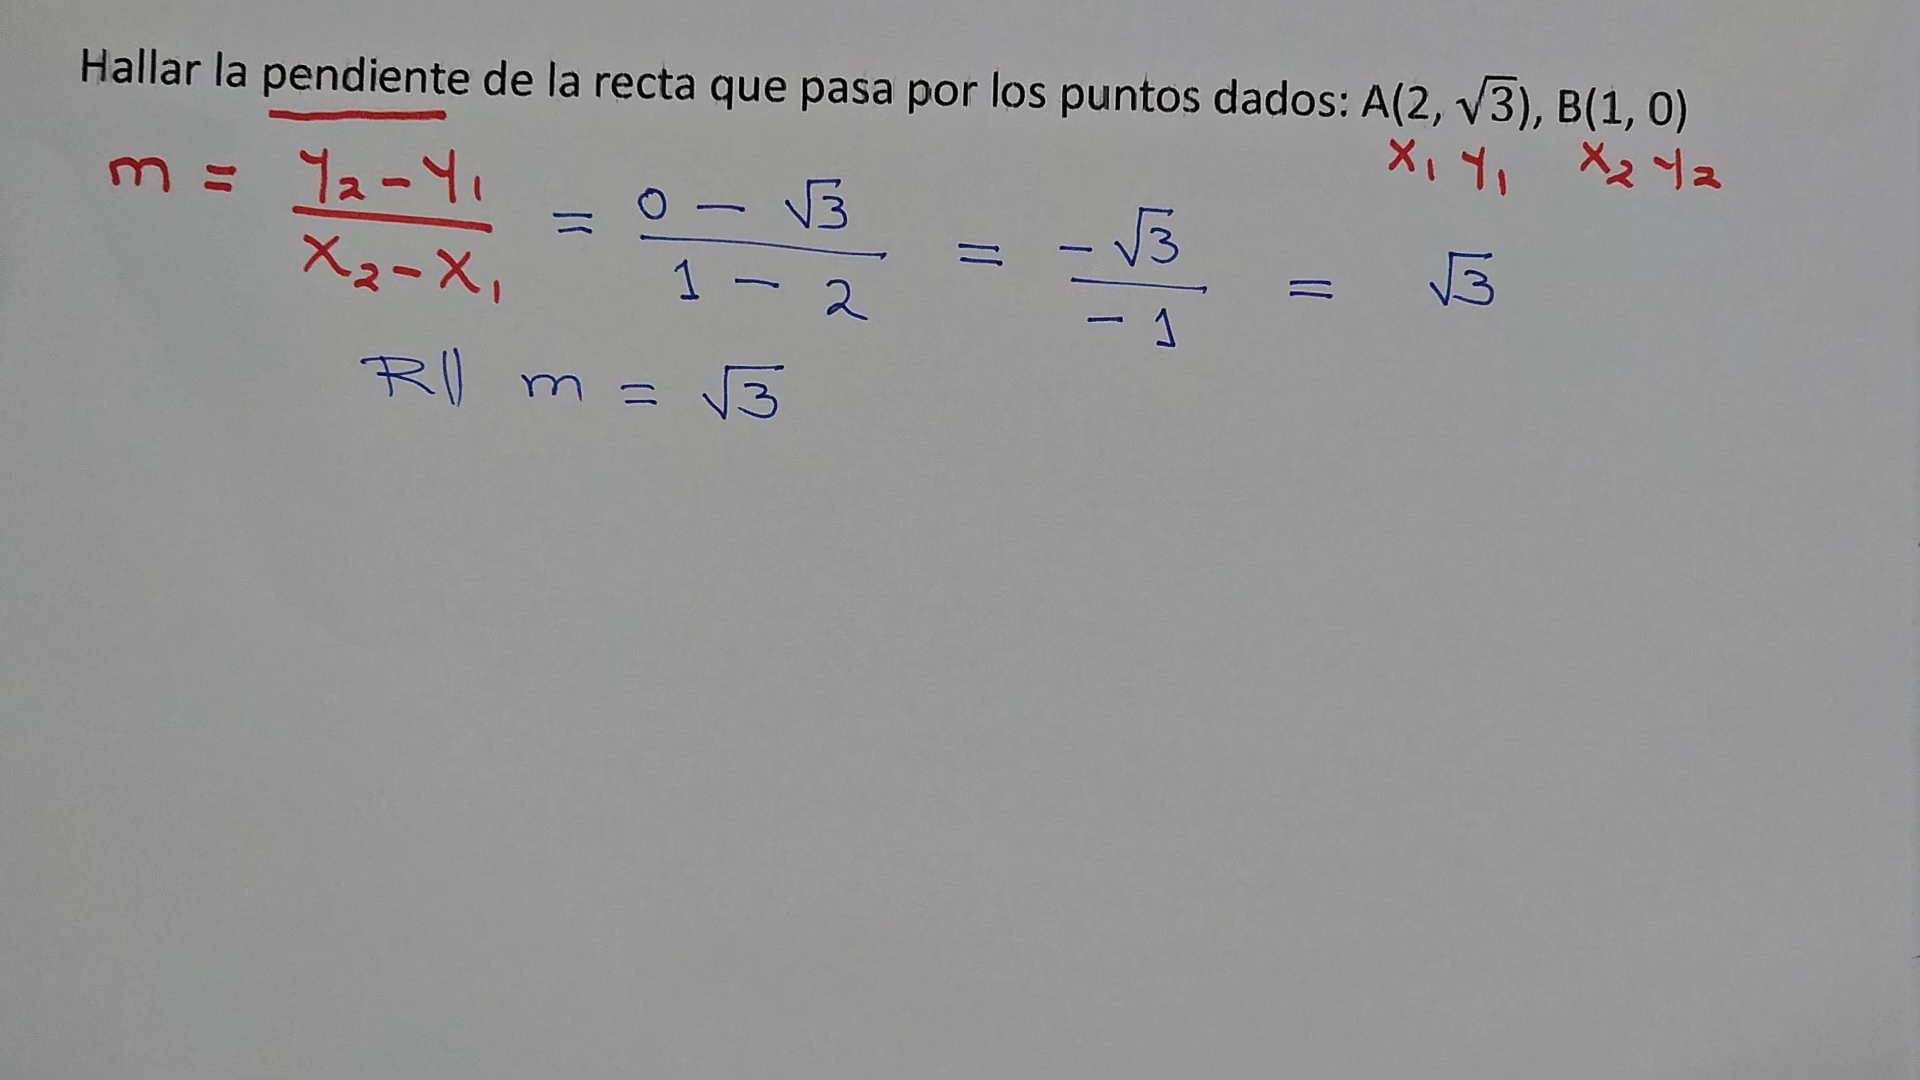 Hallar la pendiente de la recta que pasa por los puntos dados: A(2, √3), B(1, 0)
x₁ y₁ x₂ y₂
m = (y₂ - y₁)/(x₂ - x₁) = (0 - √3)/(1 - 2) = (-√3)/(-1) = √3
R// m = √3